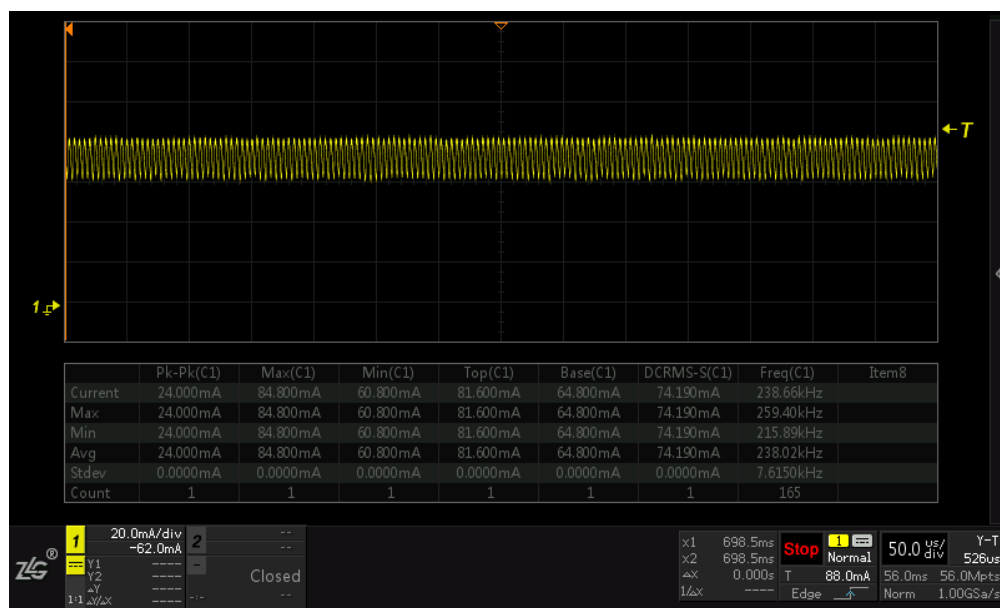 T
1
Pk-Pk(C1) Max(C1) Min(C1) Top(C1) Base(C1) DCRMS-S(C1) Freq(C1) Item8
Current 24.000mA 84.800mA 60.800mA 81.600mA 64.800mA 74.190mA 238.66kHz
Max 24.000mA 84.800mA 60.800mA 81.600mA 64.800mA 74.190mA 259.40kHz
Min 24.000mA 84.800mA 60.800mA 81.600mA 64.800mA 74.190mA 215.89kHz
Avg 24.000mA 84.800mA 60.800mA 81.600mA 64.800mA 74.190mA 238.02kHz
Stdev 0.0000mA 0.0000mA 0.0000mA 0.0000mA 0.0000mA 0.0000mA 7.6150kHz
Count 1 1 1 1 1 1 165
ZLG®
1 20.0mA/div
-62.0mA
Y1 ----
Y2 ----
△Y ----
1:1 △Y/△X ----
2 --
--
- Closed
-:- --
x1 698.5ms
x2 698.5ms
△X 0.000s
1/△X ----
Stop 1 Normal
T 88.0mA
Edge
50.0 us/div Y-T
526us
56.0ms 56.0Mpts
Norm 1.00GSa/s